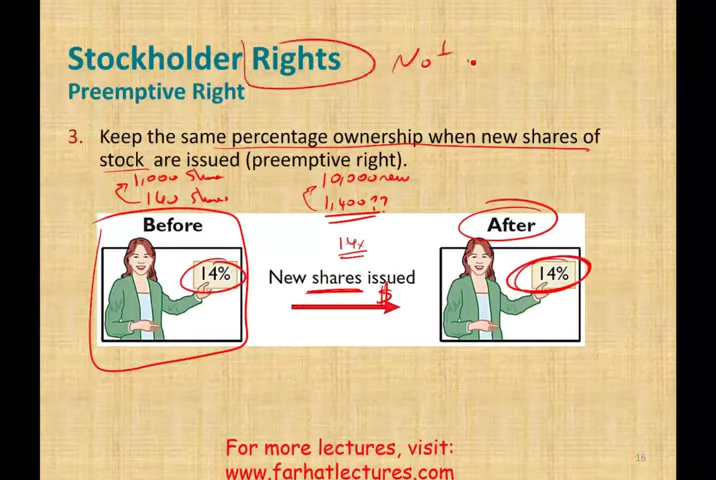 Stockholder Rights Not
Preemptive Right
3. Keep the same percentage ownership when new shares of
stock are issued (preemptive right).
1,000 share 10,000 new
140 shares 1,400??
Before After
14%
14% 14%
New shares issued
$
For more lectures, visit:
www.farhatlectures.com
16